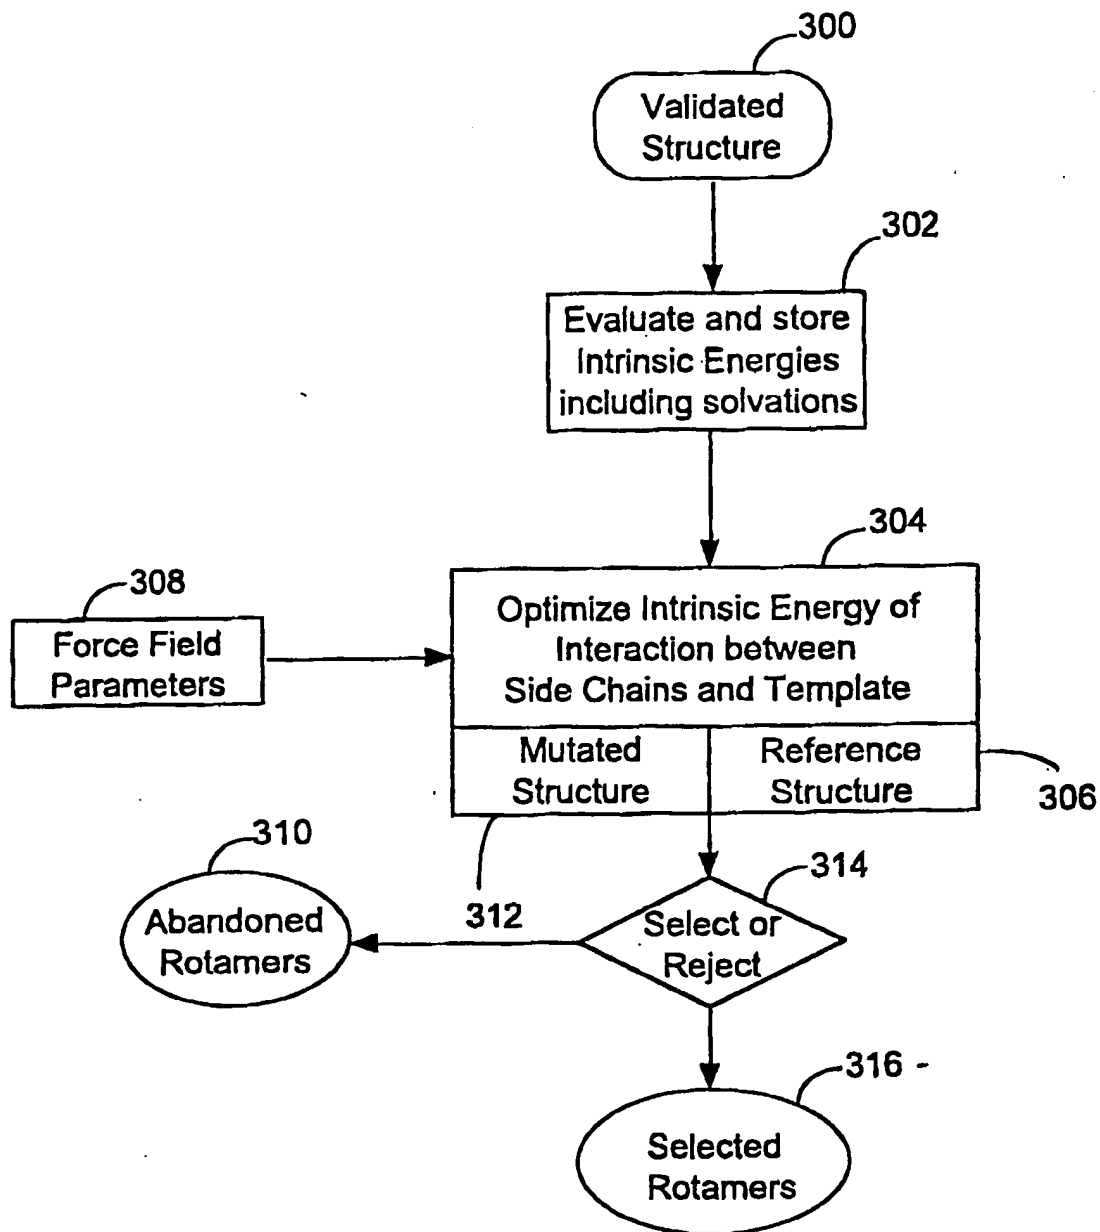 300
Validated
Structure
302
Evaluate and store
Intrinsic Energies
including solvations
304
308
Optimize Intrinsic Energy of
Interaction between
Side Chains and Template
Force Field
Parameters
Mutated
Structure
Reference
Structure
306
310
314
312
Abandoned
Rotamers
Select or
Reject
316
Selected
Rotamers